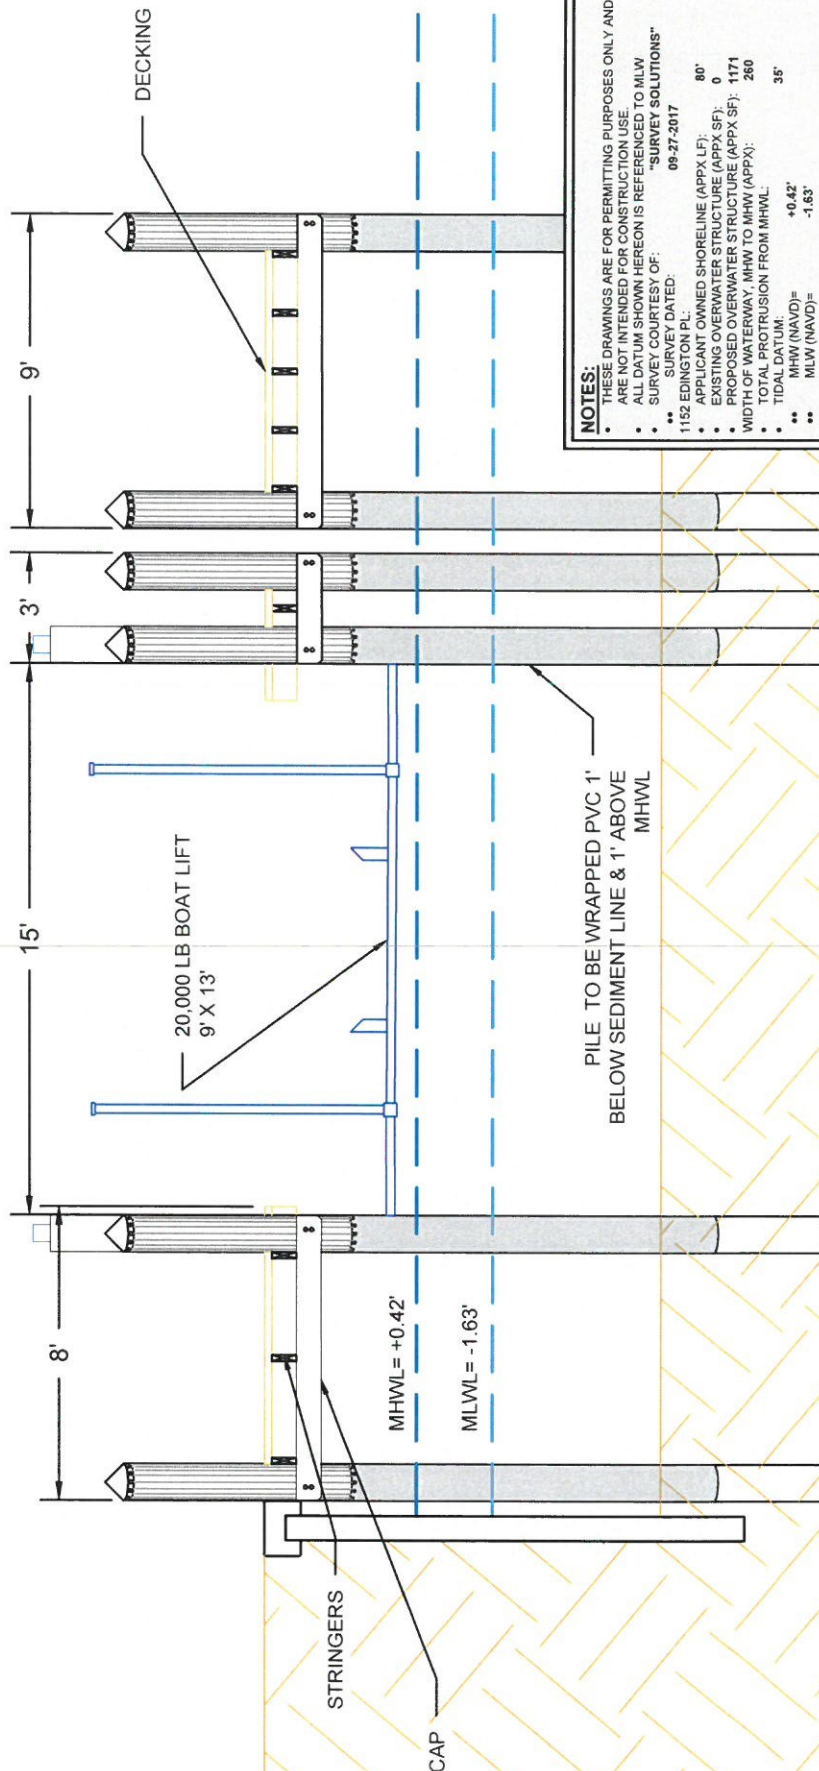 8'
15'
3'
9'
DECKING
20,000 LB BOAT LIFT
9' X 13'
MHWL= +0.42'
MLWL= -1.63'
STRINGERS
CAP
PILE TO BE WRAPPED PVC 1'
BELOW SEDIMENT LINE & 1' ABOVE
MHWL
NOTES:
• THESE DRAWINGS ARE FOR PERMITTING PURPOSES ONLY AND
ARE NOT INTENDED FOR CONSTRUCTION USE.
• ALL DATUM SHOWN HEREON IS REFERENCED TO MLW
• SURVEY COURTESY OF: "SURVEY SOLUTIONS"
•• SURVEY DATED: 09-27-2017
1152 EDINGTON PL:
• APPLICANT OWNED SHORELINE (APPX LF): 80'
• EXISTING OVERWATER STRUCTURE (APPX SF): 0
• PROPOSED OVERWATER STRUCTURE (APPX SF): 1171
WIDTH OF WATERWAY, MHW TO MHW (APPX): 260
• TOTAL PROTRUSION FROM MHWL: 35'
• TIDAL DATUM:
•• MHW (NAVD)= +0.42'
•• MLW (NAVD)= -1.63'